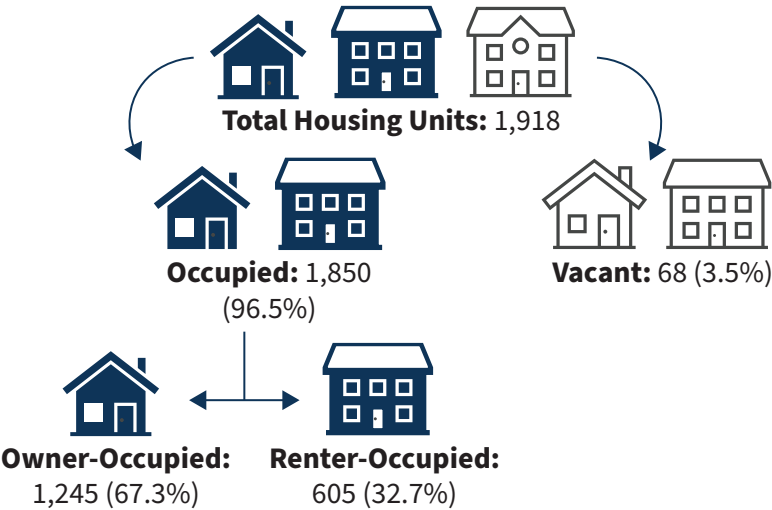 Total Housing Units: 1,918
Occupied: 1,850
(96.5%)
Vacant: 68 (3.5%)
Owner-Occupied:
1,245 (67.3%)
Renter-Occupied:
605 (32.7%)